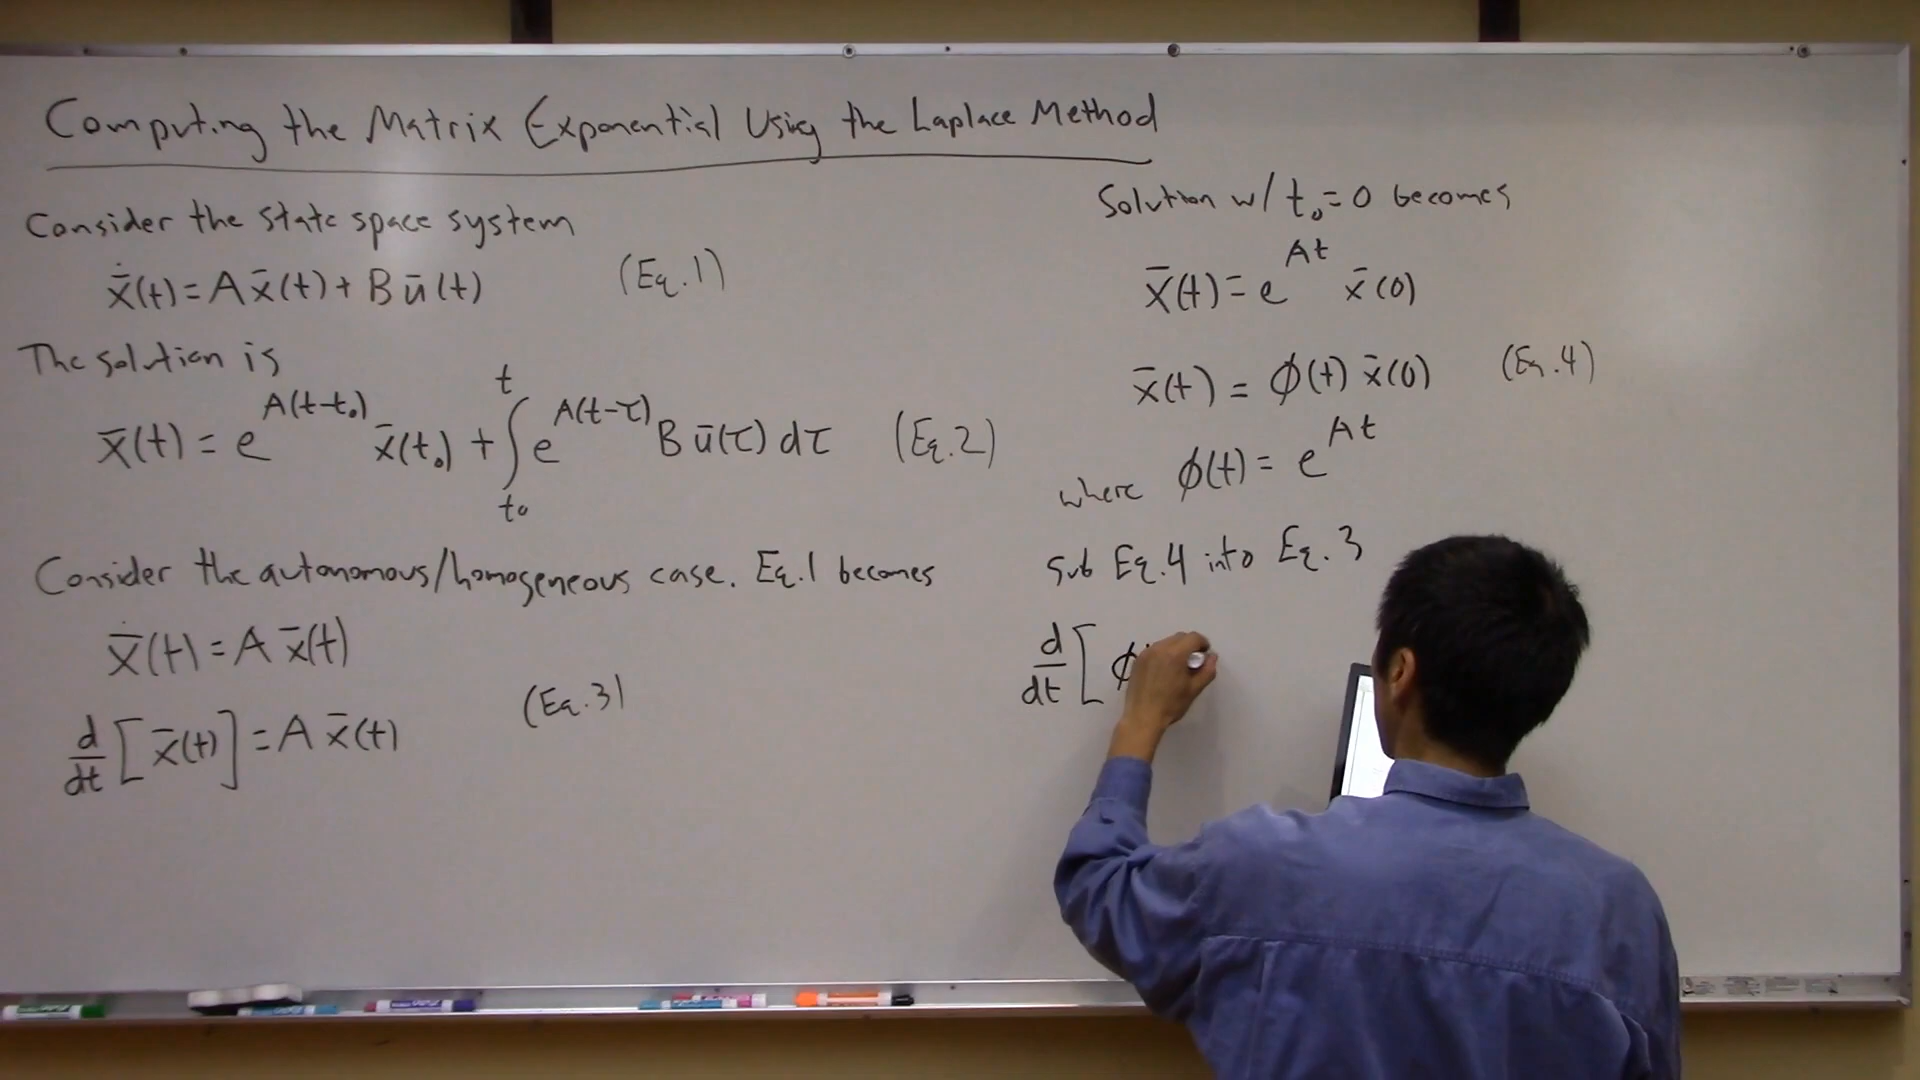 Computing the Matrix Exponential Using the Laplace Method
Consider the state space system
ẋ̄(t) = A x̄(t) + B ū(t) (Eq.1)
The solution is
x̄(t) = e^{A(t-t₀)} x̄(t₀) + ∫_{t₀}^{t} e^{A(t-τ)} B ū(τ) dτ (Eq.2)
Consider the autonomous/homogeneous case. Eq.1 becomes
ẋ̄(t) = A x̄(t)
d/dt [x̄(t)] = A x̄(t) (Eq.3)
Solution w/ t₀=0 becomes
x̄(t) = e^{At} x̄(0)
x̄(t) = ϕ(t) x̄(0) (Eq.4)
where ϕ(t) = e^{At}
Sub Eq.4 into Eq.3
d/dt [ϕ